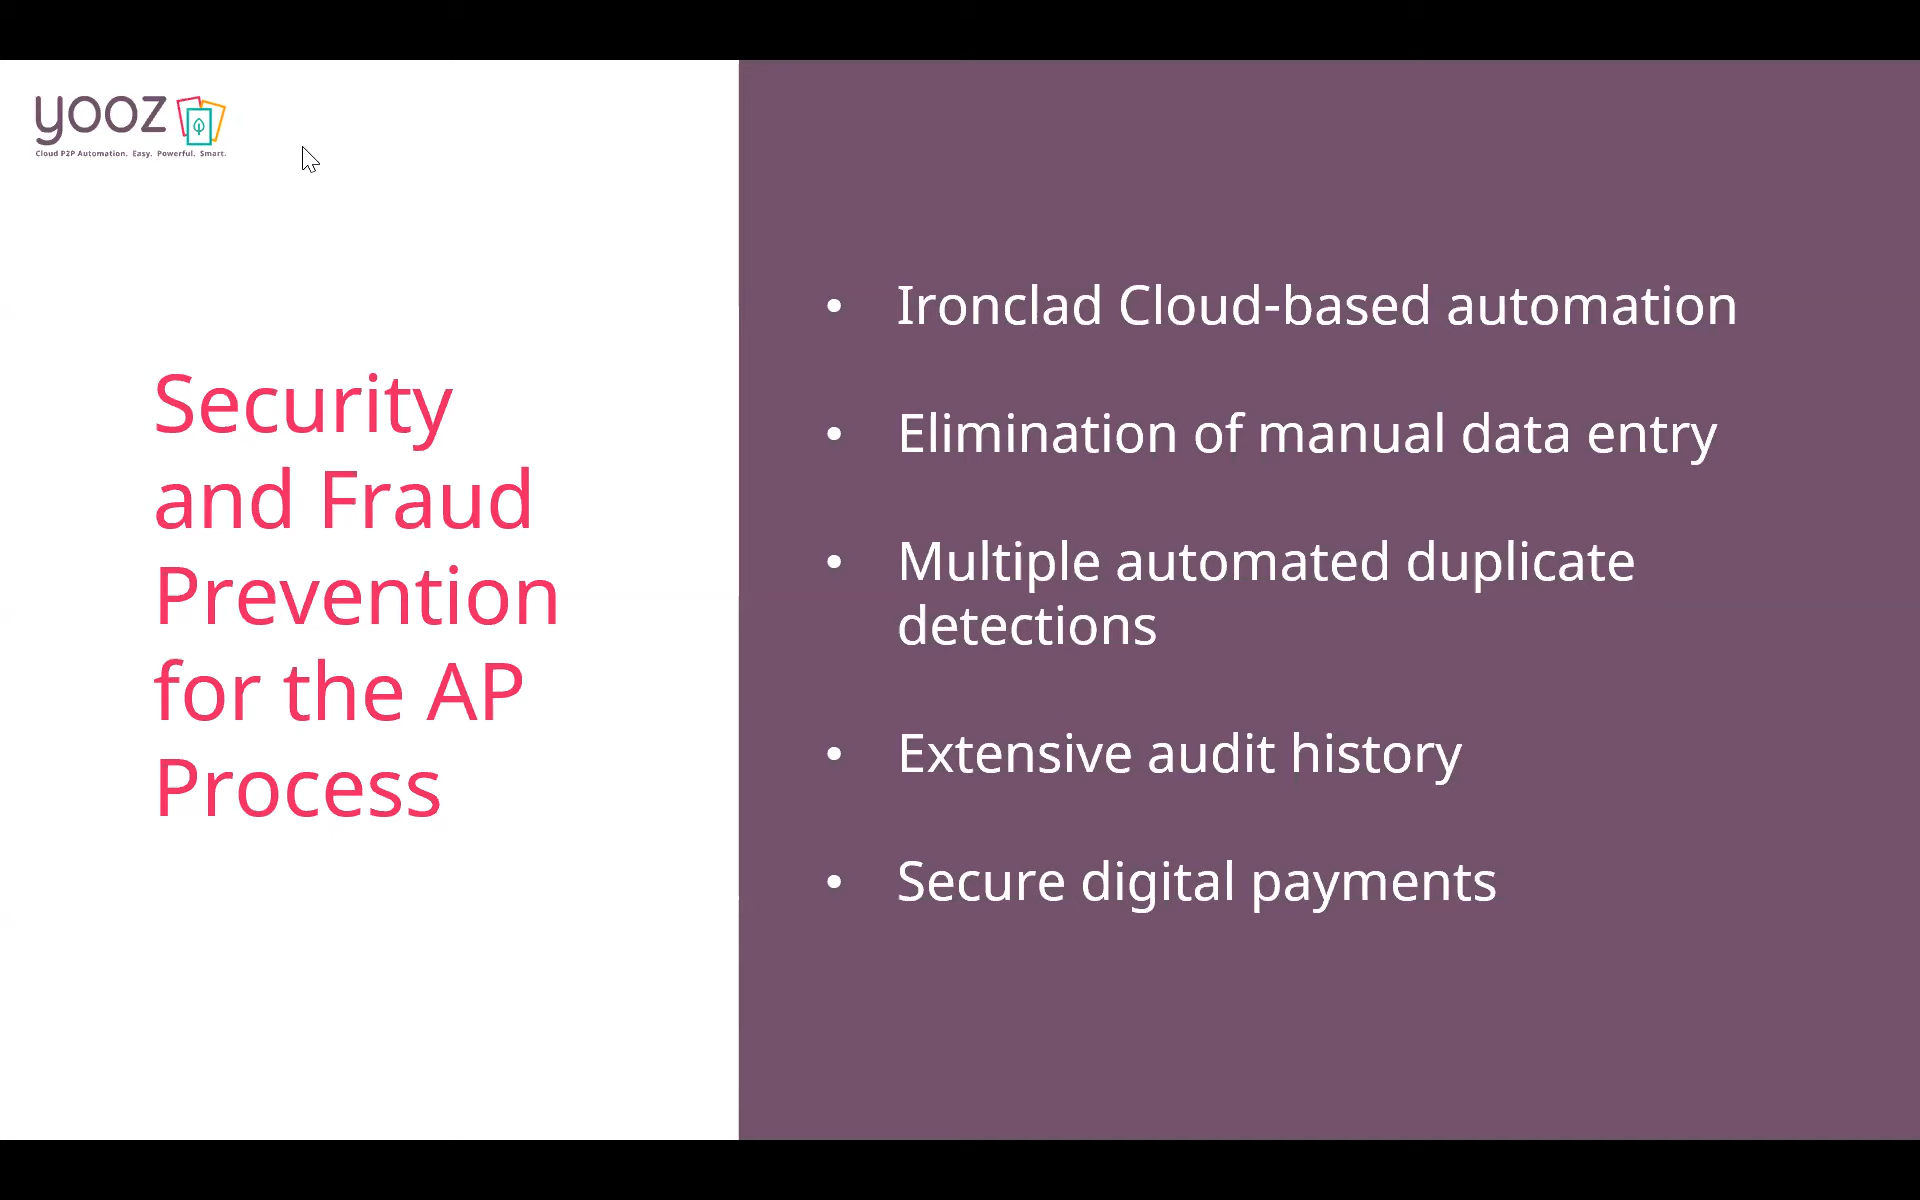 yooz
Cloud P2P Automation. Easy. Powerful. Smart.
Security
and Fraud
Prevention
for the AP
Process
• Ironclad Cloud-based automation
• Elimination of manual data entry
• Multiple automated duplicate
detections
• Extensive audit history
• Secure digital payments